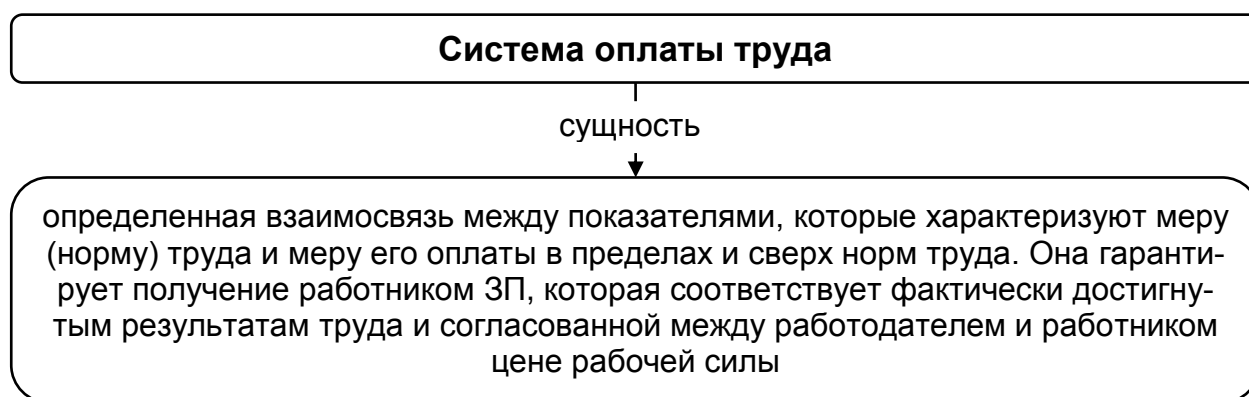 Система оплаты труда
сущность
определенная взаимосвязь между показателями, которые характеризуют меру
(норму) труда и меру его оплаты в пределах и сверх норм труда. Она гаранти-
рует получение работником ЗП, которая соответствует фактически достигну-
тым результатам труда и согласованной между работодателем и работником
цене рабочей силы